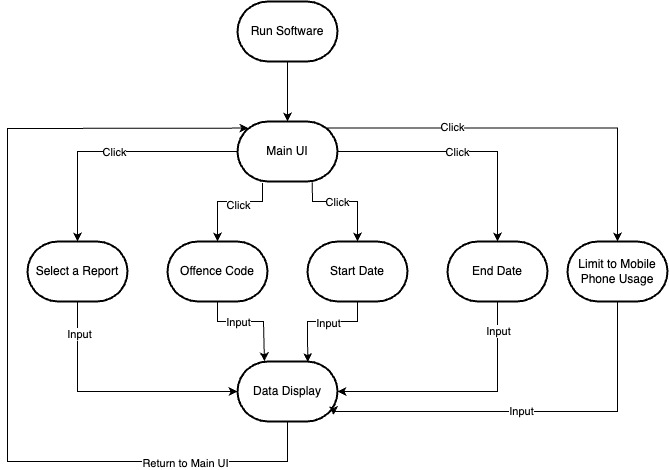 Run Software
Main UI
Click
Click
Click
Click
Click
Select a Report
Offence Code
Start Date
End Date
Limit to Mobile
Phone Usage
Input
Input
Input
Input
Data Display
Input
Return to Main UI